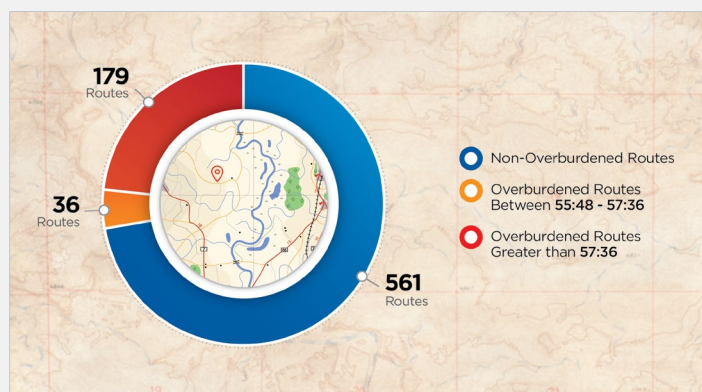 179
Routes
36
Routes
561
Routes
Non-Overburdened Routes
Overburdened Routes
Between 55:48 - 57:36
Overburdened Routes
Greater than 57:36